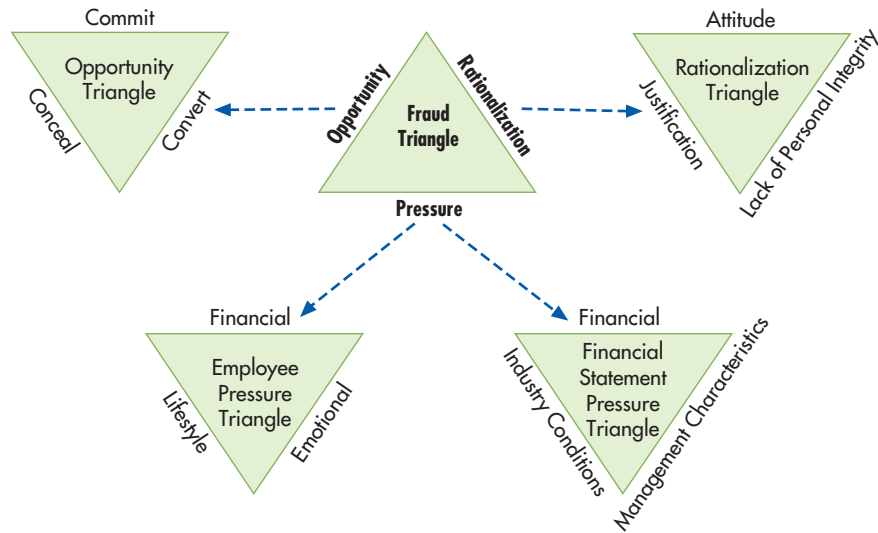 Commit
Opportunity
Triangle
Conceal
Convert
Opportunity
Rationalization
Fraud
Triangle
Pressure
Attitude
Rationalization
Triangle
Justification
Lack of Personal Integrity
Financial
Employee
Pressure
Triangle
Lifestyle
Emotional
Financial
Financial
Statement
Pressure
Triangle
Industry Conditions
Management Characteristics